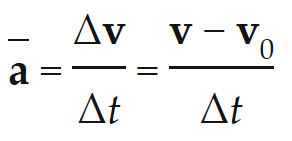 a̅ = Δv/Δt = (v − v₀)/Δt